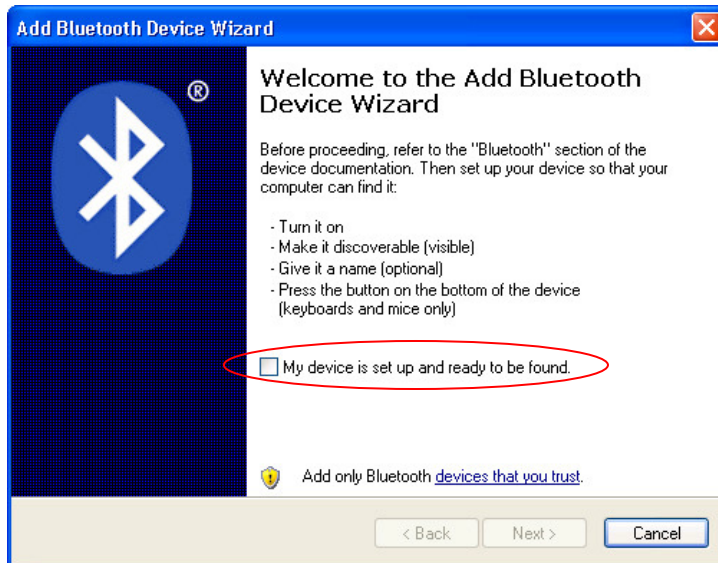 Add Bluetooth Device Wizard
®
Welcome to the Add Bluetooth
Device Wizard
Before proceeding, refer to the "Bluetooth" section of the
device documentation. Then set up your device so that your
computer can find it:
- Turn it on
- Make it discoverable (visible)
- Give it a name (optional)
- Press the button on the bottom of the device
(keyboards and mice only)
My device is set up and ready to be found.
Add only Bluetooth devices that you trust.
< Back
Next >
Cancel